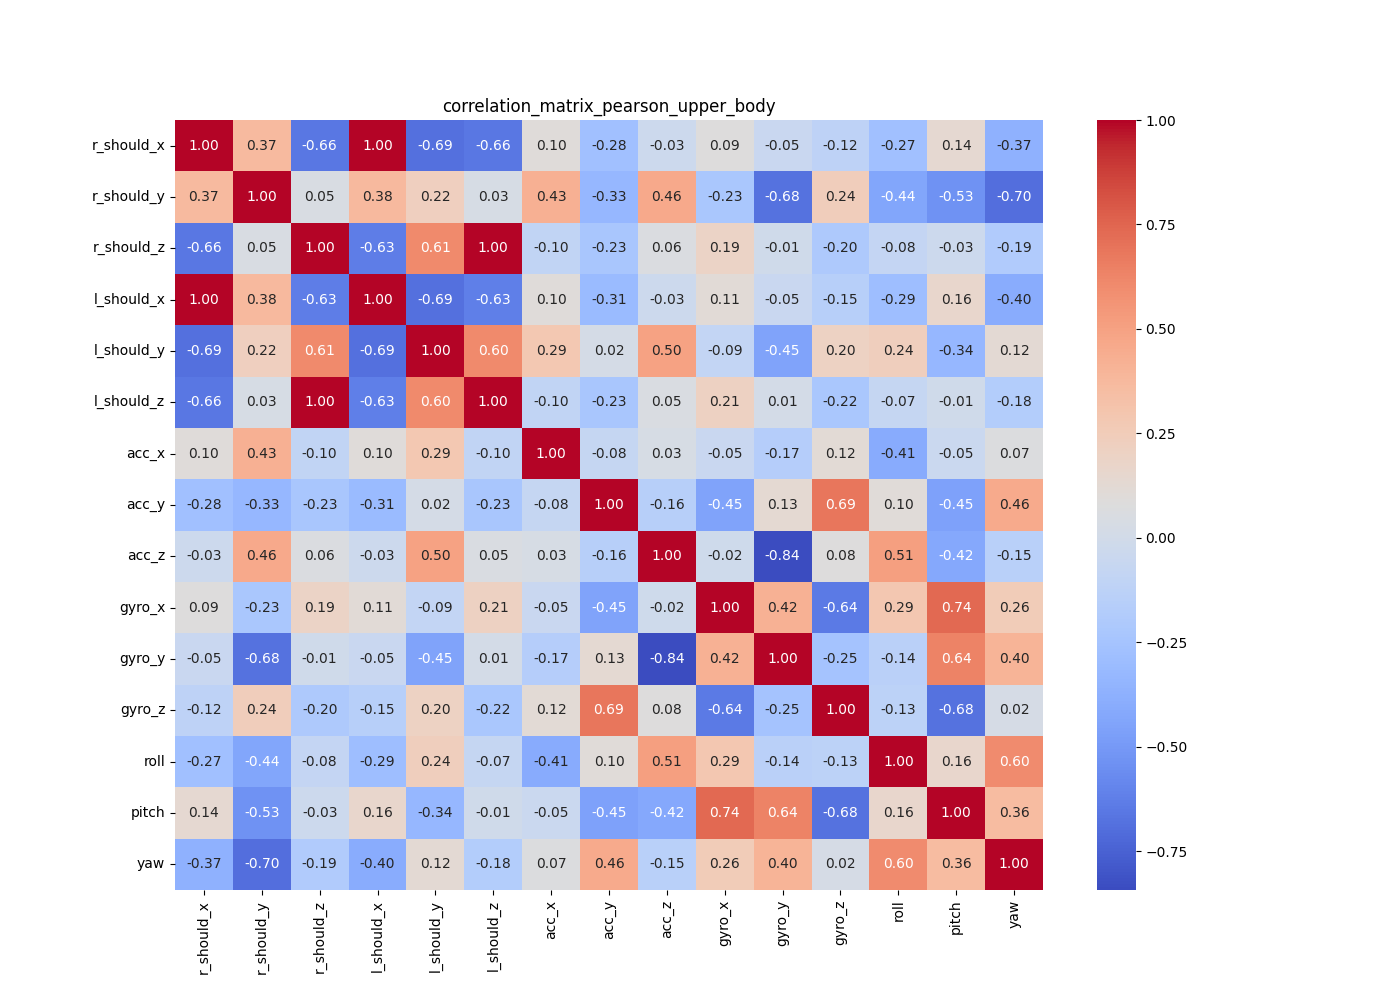 correlation_matrix_pearson_upper_body
r_should_x 1.00 0.37 -0.66 1.00 -0.69 -0.66 0.10 -0.28 -0.03 0.09 -0.05 -0.12 -0.27 0.14 -0.37
r_should_y 0.37 1.00 0.05 0.38 0.22 0.03 0.43 -0.33 0.46 -0.23 -0.68 0.24 -0.44 -0.53 -0.70
r_should_z -0.66 0.05 1.00 -0.63 0.61 1.00 -0.10 -0.23 0.06 0.19 -0.01 -0.20 -0.08 -0.03 -0.19
l_should_x 1.00 0.38 -0.63 1.00 -0.69 -0.63 0.10 -0.31 -0.03 0.11 -0.05 -0.15 -0.29 0.16 -0.40
l_should_y -0.69 0.22 0.61 -0.69 1.00 0.60 0.29 0.02 0.50 -0.09 -0.45 0.20 0.24 -0.34 0.12
l_should_z -0.66 0.03 1.00 -0.63 0.60 1.00 -0.10 -0.23 0.05 0.21 0.01 -0.22 -0.07 -0.01 -0.18
acc_x 0.10 0.43 -0.10 0.10 0.29 -0.10 1.00 -0.08 0.03 -0.05 -0.17 0.12 -0.41 -0.05 0.07
acc_y -0.28 -0.33 -0.23 -0.31 0.02 -0.23 -0.08 1.00 -0.16 -0.45 0.13 0.69 0.10 -0.45 0.46
acc_z -0.03 0.46 0.06 -0.03 0.50 0.05 0.03 -0.16 1.00 -0.02 -0.84 0.08 0.51 -0.42 -0.15
gyro_x 0.09 -0.23 0.19 0.11 -0.09 0.21 -0.05 -0.45 -0.02 1.00 0.42 -0.64 0.29 0.74 0.26
gyro_y -0.05 -0.68 -0.01 -0.05 -0.45 0.01 -0.17 0.13 -0.84 0.42 1.00 -0.25 -0.14 0.64 0.40
gyro_z -0.12 0.24 -0.20 -0.15 0.20 -0.22 0.12 0.69 0.08 -0.64 -0.25 1.00 -0.13 -0.68 0.02
roll -0.27 -0.44 -0.08 -0.29 0.24 -0.07 -0.41 0.10 0.51 0.29 -0.14 -0.13 1.00 0.16 0.60
pitch 0.14 -0.53 -0.03 0.16 -0.34 -0.01 -0.05 -0.45 -0.42 0.74 0.64 -0.68 0.16 1.00 0.36
yaw -0.37 -0.70 -0.19 -0.40 0.12 -0.18 0.07 0.46 -0.15 0.26 0.40 0.02 0.60 0.36 1.00
r_should_x r_should_y r_should_z l_should_x l_should_y l_should_z acc_x acc_y acc_z gyro_x gyro_y gyro_z roll pitch yaw
1.00
0.75
0.50
0.25
0.00
−0.25
−0.50
−0.75